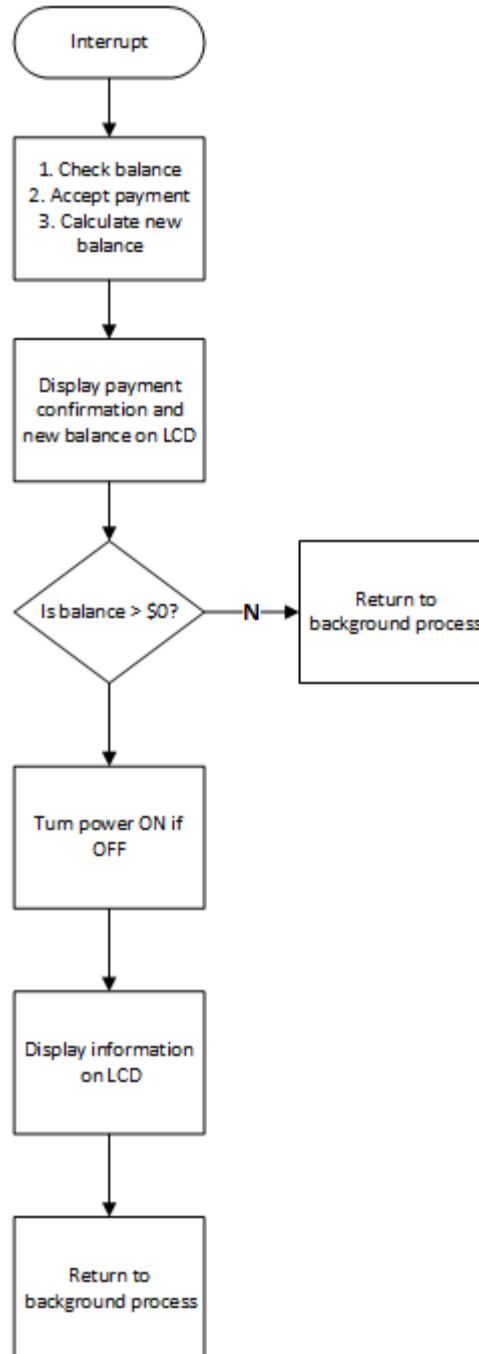 Interrupt
1. Check balance
2. Accept payment
3. Calculate new
balance
Display payment
confirmation and
new balance on LCD
Is balance > $0?
N
Return to
background process
Turn power ON if
OFF
Display information
on LCD
Return to
background process